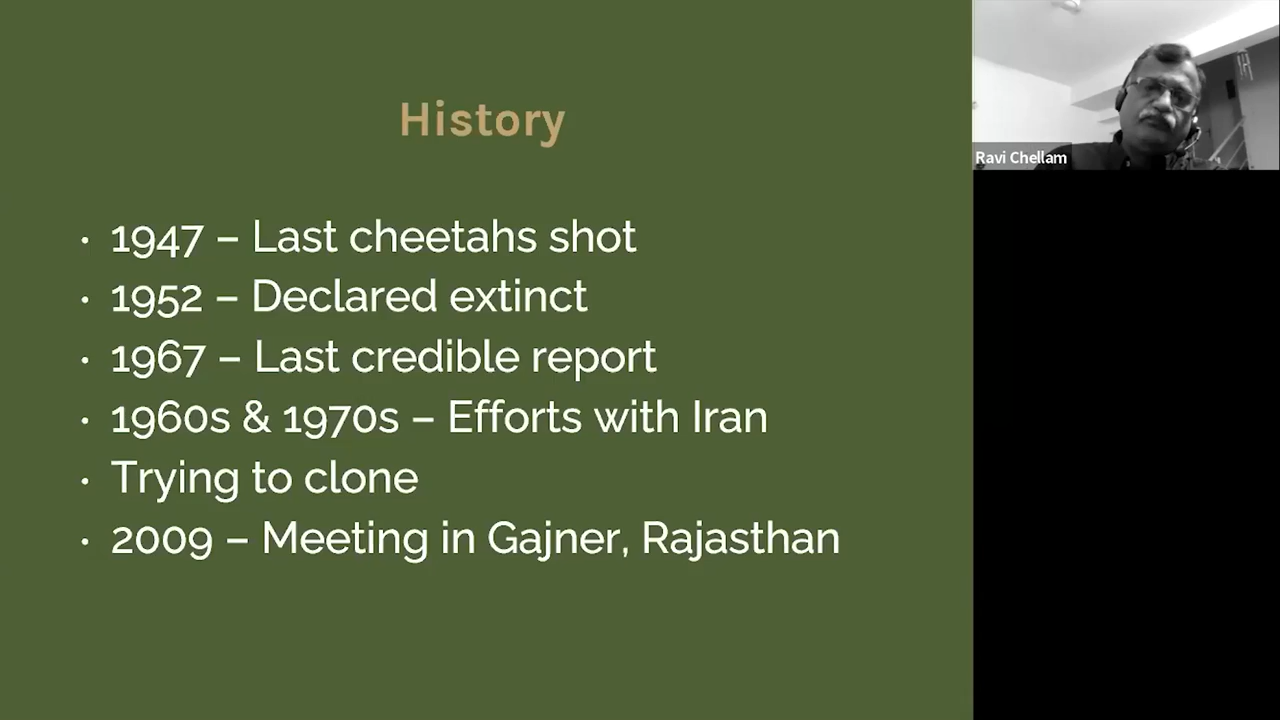 History
• 1947 – Last cheetahs shot
• 1952 – Declared extinct
• 1967 – Last credible report
• 1960s & 1970s – Efforts with Iran
• Trying to clone
• 2009 – Meeting in Gajner, Rajasthan
Ravi Chellam